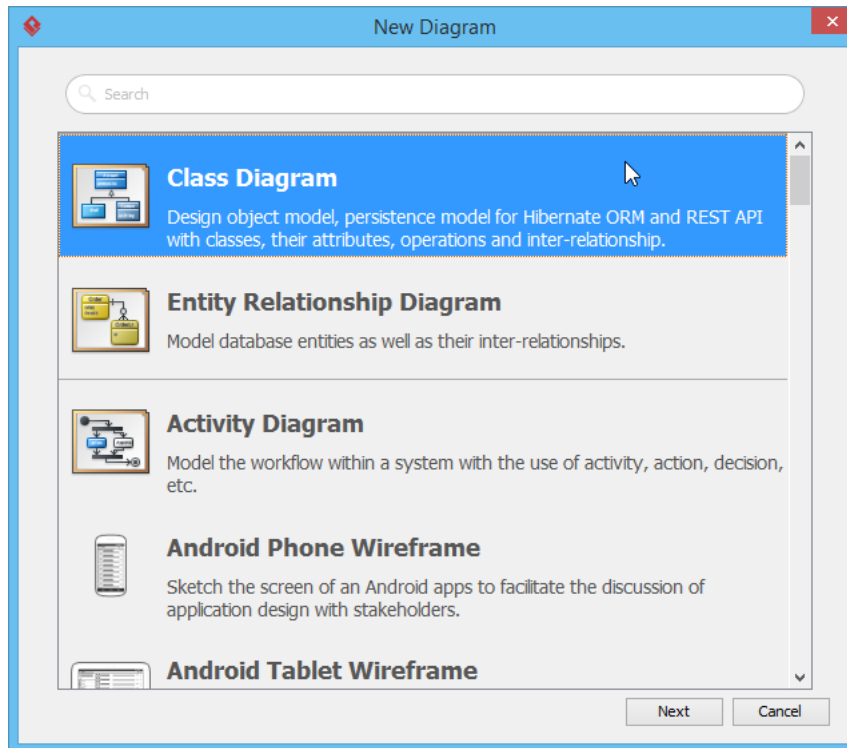 New Diagram
Search
Class Diagram
Design object model, persistence model for Hibernate ORM and REST API
with classes, their attributes, operations and inter-relationship.
Entity Relationship Diagram
Model database entities as well as their inter-relationships.
Activity Diagram
Model the workflow within a system with the use of activity, action, decision,
etc.
Android Phone Wireframe
Sketch the screen of an Android apps to facilitate the discussion of
application design with stakeholders.
Android Tablet Wireframe
Next
Cancel